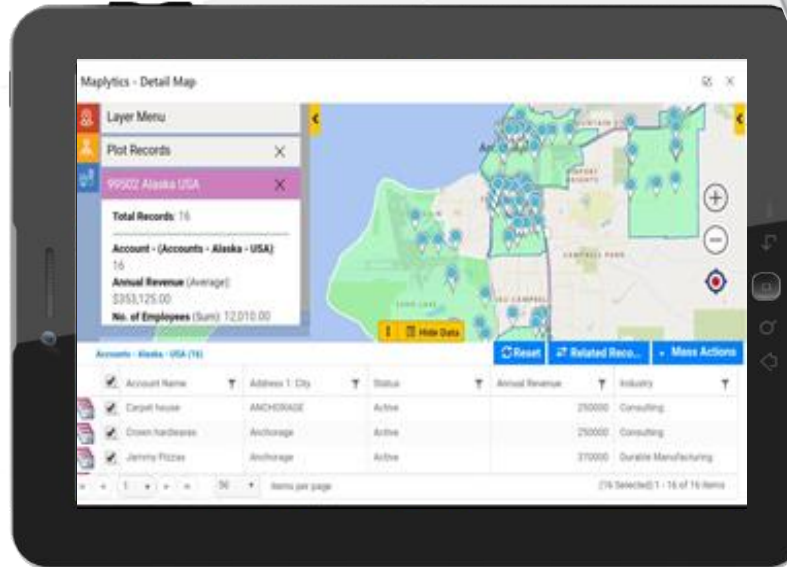 Maplytics - Detail Map
Layer Menu
Plot Records
99502 Alaska USA
Total Records: 16
Account - (Accounts - Alaska - USA):
16
Annual Revenue (Average):
$353,125.00
No. of Employees (Sum): 12,010.00
Hide Data
CAMPBELL PARK
Accounts - Alaska - USA (16)
Reset
Related Reco...
Mass Actions
Account Name
Address 1: City
Status
Annual Revenue
Industry
Carpet house
ANCHORAGE
Active
250000
Consulting
Crown hardwares
Anchorage
Active
250000
Consulting
Jammy Pizzas
Anchorage
Active
370000
Durable Manufacturing
1
50
items per page
(16 Selected) 1 - 16 of 16 items